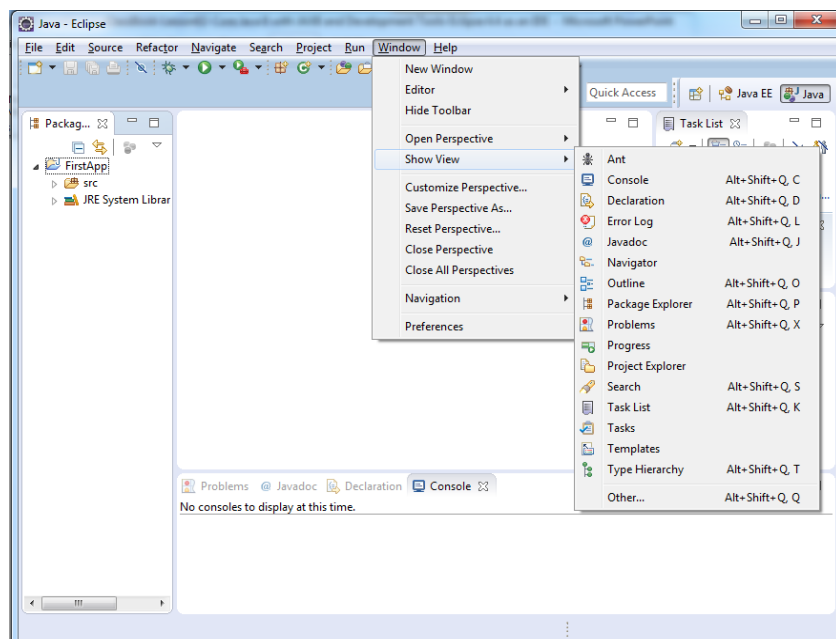 Java - Eclipse
File Edit Source Refactor Navigate Search Project Run Window Help
Quick Access
Java EE
Java
Packag...
FirstApp
src
JRE System Librar
New Window
Editor
Hide Toolbar
Open Perspective
Show View
Customize Perspective...
Save Perspective As...
Reset Perspective...
Close Perspective
Close All Perspectives
Navigation
Preferences
Task List
Ant
Console Alt+Shift+Q, C
Declaration Alt+Shift+Q, D
Error Log Alt+Shift+Q, L
Javadoc Alt+Shift+Q, J
Navigator
Outline Alt+Shift+Q, O
Package Explorer Alt+Shift+Q, P
Problems Alt+Shift+Q, X
Progress
Project Explorer
Search Alt+Shift+Q, S
Task List Alt+Shift+Q, K
Tasks
Templates
Type Hierarchy Alt+Shift+Q, T
Other... Alt+Shift+Q, Q
Problems @ Javadoc Declaration Console
No consoles to display at this time.